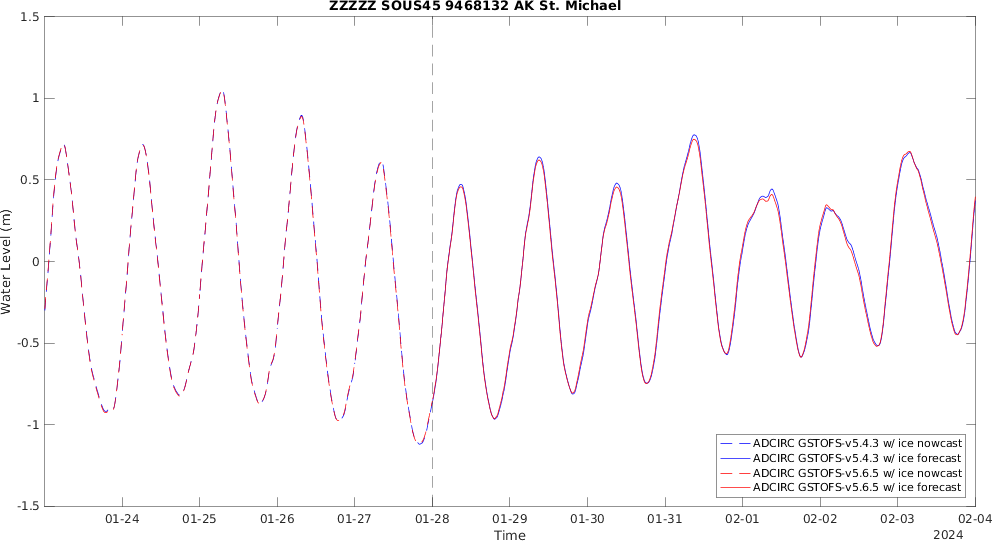 ZZZZZ SOUS45 9468132 AK St. Michael
1.5
1
0.5
0
-0.5
-1
-1.5
Water Level (m)
ADCIRC GSTOFS-v5.4.3 w/ ice nowcast
ADCIRC GSTOFS-v5.4.3 w/ ice forecast
ADCIRC GSTOFS-v5.6.5 w/ ice nowcast
ADCIRC GSTOFS-v5.6.5 w/ ice forecast
01-24 01-25 01-26 01-27 01-28 01-29 01-30 01-31 02-01 02-02 02-03 02-04
Time
2024